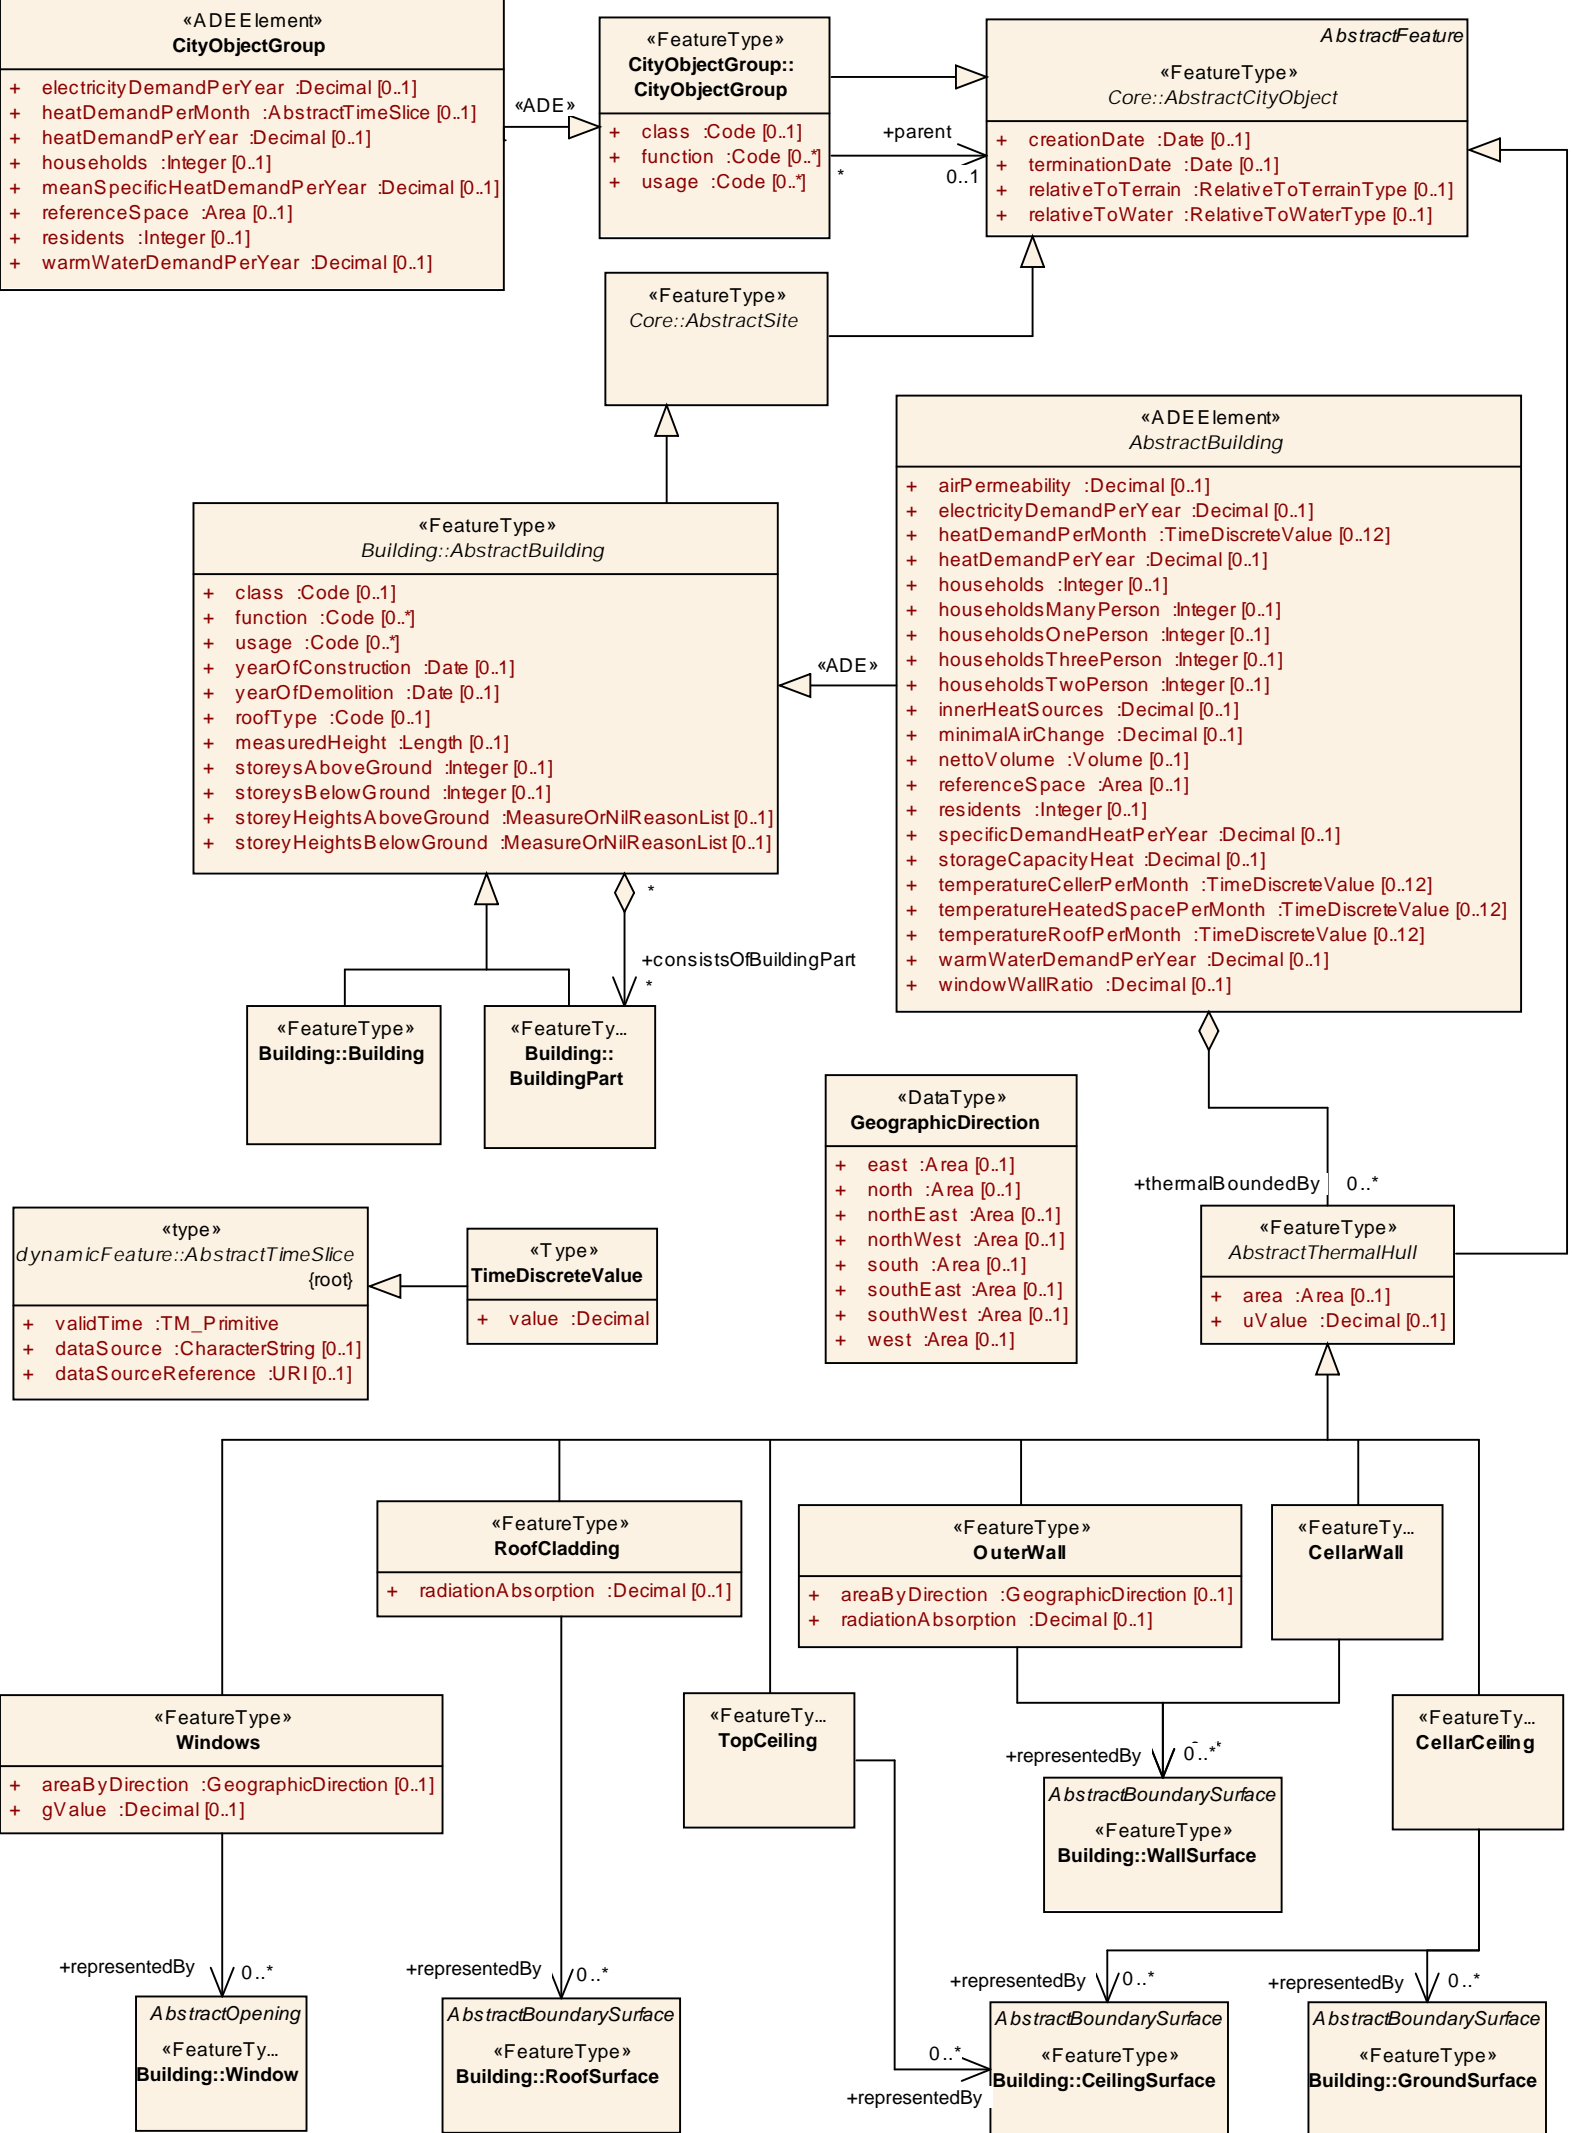 «ADEElement»
CityObjectGroup
+ electricityDemandPerYear :Decimal [0..1]
+ heatDemandPerMonth :AbstractTimeSlice [0..1]
+ heatDemandPerYear :Decimal [0..1]
+ households :Integer [0..1]
+ meanSpecificHeatDemandPerYear :Decimal [0..1]
+ referenceSpace :Area [0..1]
+ residents :Integer [0..1]
+ warmWaterDemandPerYear :Decimal [0..1]
«ADE»
«FeatureType»
CityObjectGroup::
CityObjectGroup
+ class :Code [0..1]
+ function :Code [0..*]
+ usage :Code [0..*]
+parent
*
0..1
AbstractFeature
«FeatureType»
Core::AbstractCityObject
+ creationDate :Date [0..1]
+ terminationDate :Date [0..1]
+ relativeToTerrain :RelativeToTerrainType [0..1]
+ relativeToWater :RelativeToWaterType [0..1]
«FeatureType»
Core::AbstractSite
«FeatureType»
Building::AbstractBuilding
+ class :Code [0..1]
+ function :Code [0..*]
+ usage :Code [0..*]
+ yearOfConstruction :Date [0..1]
+ yearOfDemolition :Date [0..1]
+ roofType :Code [0..1]
+ measuredHeight :Length [0..1]
+ storeysAboveGround :Integer [0..1]
+ storeysBelowGround :Integer [0..1]
+ storeyHeightsAboveGround :MeasureOrNilReasonList [0..1]
+ storeyHeightsBelowGround :MeasureOrNilReasonList [0..1]
«ADE»
«ADEElement»
AbstractBuilding
+ airPermeability :Decimal [0..1]
+ electricityDemandPerYear :Decimal [0..1]
+ heatDemandPerMonth :TimeDiscreteValue [0..12]
+ heatDemandPerYear :Decimal [0..1]
+ households :Integer [0..1]
+ householdsManyPerson :Integer [0..1]
+ householdsOnePerson :Integer [0..1]
+ householdsThreePerson :Integer [0..1]
+ householdsTwoPerson :Integer [0..1]
+ innerHeatSources :Decimal [0..1]
+ minimalAirChange :Decimal [0..1]
+ nettoVolume :Volume [0..1]
+ referenceSpace :Area [0..1]
+ residents :Integer [0..1]
+ specificDemandHeatPerYear :Decimal [0..1]
+ storageCapacityHeat :Decimal [0..1]
+ temperatureCellerPerMonth :TimeDiscreteValue [0..12]
+ temperatureHeatedSpacePerMonth :TimeDiscreteValue [0..12]
+ temperatureRoofPerMonth :TimeDiscreteValue [0..12]
+ warmWaterDemandPerYear :Decimal [0..1]
+ windowWallRatio :Decimal [0..1]
*
+consistsOfBuildingPart
*
«FeatureType»
Building::Building
«FeatureTy...
Building::
BuildingPart
«DataType»
GeographicDirection
+ east :Area [0..1]
+ north :Area [0..1]
+ northEast :Area [0..1]
+ northWest :Area [0..1]
+ south :Area [0..1]
+ southEast :Area [0..1]
+ southWest :Area [0..1]
+ west :Area [0..1]
+thermalBoundedBy 0..*
«FeatureType»
AbstractThermalHull
+ area :Area [0..1]
+ uValue :Decimal [0..1]
«type»
dynamicFeature::AbstractTimeSlice
{root}
+ validTime :TM_Primitive
+ dataSource :CharacterString [0..1]
+ dataSourceReference :URI [0..1]
«Type»
TimeDiscreteValue
+ value :Decimal
«FeatureType»
RoofCladding
+ radiationAbsorption :Decimal [0..1]
«FeatureType»
OuterWall
+ areaByDirection :GeographicDirection [0..1]
+ radiationAbsorption :Decimal [0..1]
«FeatureTy...
CellarWall
«FeatureType»
Windows
+ areaByDirection :GeographicDirection [0..1]
+ gValue :Decimal [0..1]
«FeatureTy...
TopCeiling
«FeatureTy...
CellarCeiling
+representedBy 0..*
AbstractBoundarySurface
«FeatureType»
Building::WallSurface
+representedBy 0..*
AbstractOpening
«FeatureTy...
Building::Window
+representedBy 0..*
AbstractBoundarySurface
«FeatureType»
Building::RoofSurface
+representedBy 0..*
0..*
+representedBy
AbstractBoundarySurface
«FeatureType»
Building::CeilingSurface
+representedBy 0..*
AbstractBoundarySurface
«FeatureType»
Building::GroundSurface